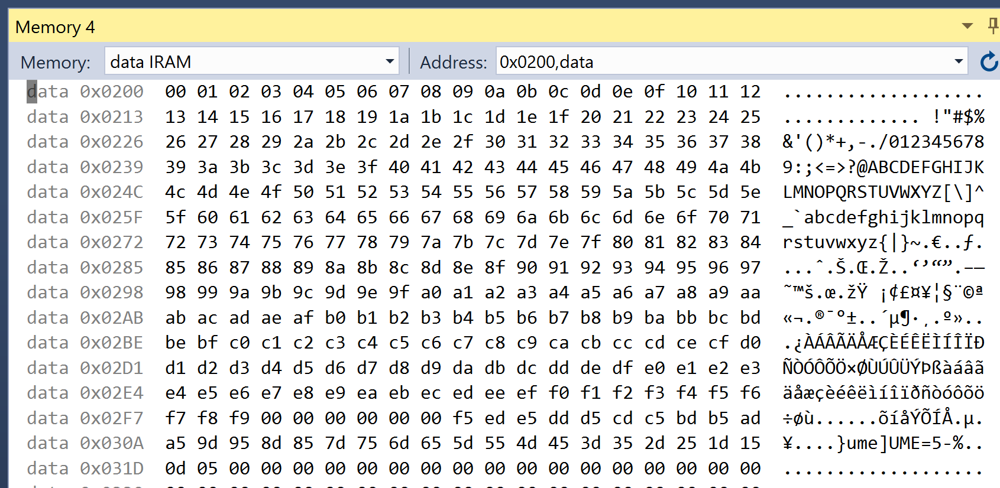 Memory 4
Memory: data IRAM Address: 0x0200,data
data 0x0200 00 01 02 03 04 05 06 07 08 09 0a 0b 0c 0d 0e 0f 10 11 12 ...................
data 0x0213 13 14 15 16 17 18 19 1a 1b 1c 1d 1e 1f 20 21 22 23 24 25 ............. !"#$%
data 0x0226 26 27 28 29 2a 2b 2c 2d 2e 2f 30 31 32 33 34 35 36 37 38 &'()*+,-./012345678
data 0x0239 39 3a 3b 3c 3d 3e 3f 40 41 42 43 44 45 46 47 48 49 4a 4b 9:;<=>?@ABCDEFGHIJK
data 0x024C 4c 4d 4e 4f 50 51 52 53 54 55 56 57 58 59 5a 5b 5c 5d 5e LMNOPQRSTUVWXYZ[\]^
data 0x025F 5f 60 61 62 63 64 65 66 67 68 69 6a 6b 6c 6d 6e 6f 70 71 _`abcdefghijklmnopq
data 0x0272 72 73 74 75 76 77 78 79 7a 7b 7c 7d 7e 7f 80 81 82 83 84 rstuvwxyz{|}~.€..ƒ.
data 0x0285 85 86 87 88 89 8a 8b 8c 8d 8e 8f 90 91 92 93 94 95 96 97 ...ˆ.Š.Œ.Ž..‘’“”.–—
data 0x0298 98 99 9a 9b 9c 9d 9e 9f a0 a1 a2 a3 a4 a5 a6 a7 a8 a9 aa ˜™š.œ.žŸ ¡¢£¤¥¦§¨©ª
data 0x02AB ab ac ad ae af b0 b1 b2 b3 b4 b5 b6 b7 b8 b9 ba bb bc bd «¬.®¯°±..´µ¶·¸.º»..
data 0x02BE be bf c0 c1 c2 c3 c4 c5 c6 c7 c8 c9 ca cb cc cd ce cf d0 .¿ÀÁÂÃÄÅÆÇÈÉÊËÌÍÎÏÐ
data 0x02D1 d1 d2 d3 d4 d5 d6 d7 d8 d9 da db dc dd de df e0 e1 e2 e3 ÑÒÓÔÕÖ×ØÙÚÛÜÝÞßàáâã
data 0x02E4 e4 e5 e6 e7 e8 e9 ea eb ec ed ee ef f0 f1 f2 f3 f4 f5 f6 äåæçèéêëìíîïðñòóôõö
data 0x02F7 f7 f8 f9 00 00 00 00 00 00 f5 ed e5 dd d5 cd c5 bd b5 ad ÷øù......õíåÝÕÍÅ.µ.
data 0x030A a5 9d 95 8d 85 7d 75 6d 65 5d 55 4d 45 3d 35 2d 25 1d 15 ¥....}ume]UME=5-%..
data 0x031D 0d 05 00 00 00 00 00 00 00 00 00 00 00 00 00 00 00 00 00 ...................